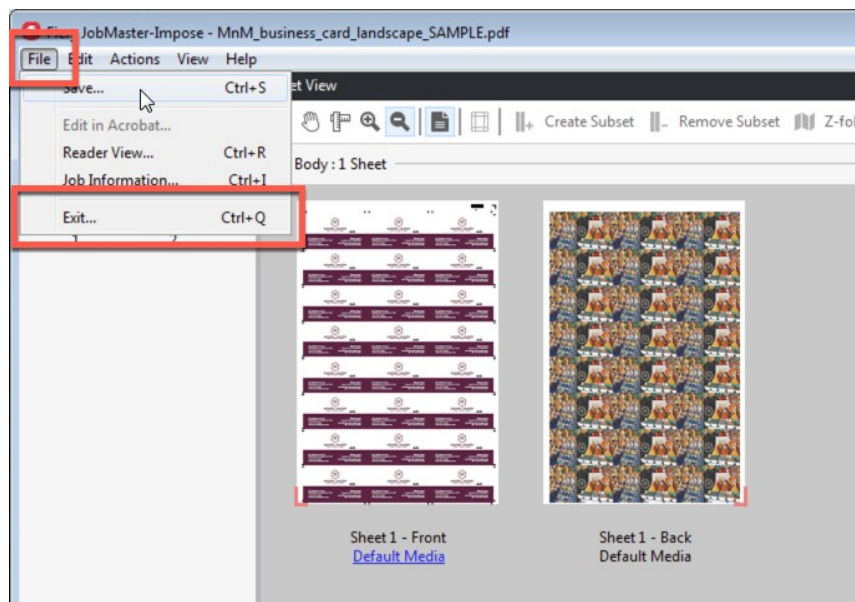 JobMaster-Impose - MnM_business_card_landscape_SAMPLE.pdf
File Edit Actions View Help
Save... Ctrl+S
Edit in Acrobat...
Reader View... Ctrl+R
Job Information... Ctrl+I
Exit... Ctrl+Q
View
Create Subset Remove Subset
Body : 1 Sheet
Sheet 1 - Front
Default Media
Sheet 1 - Back
Default Media